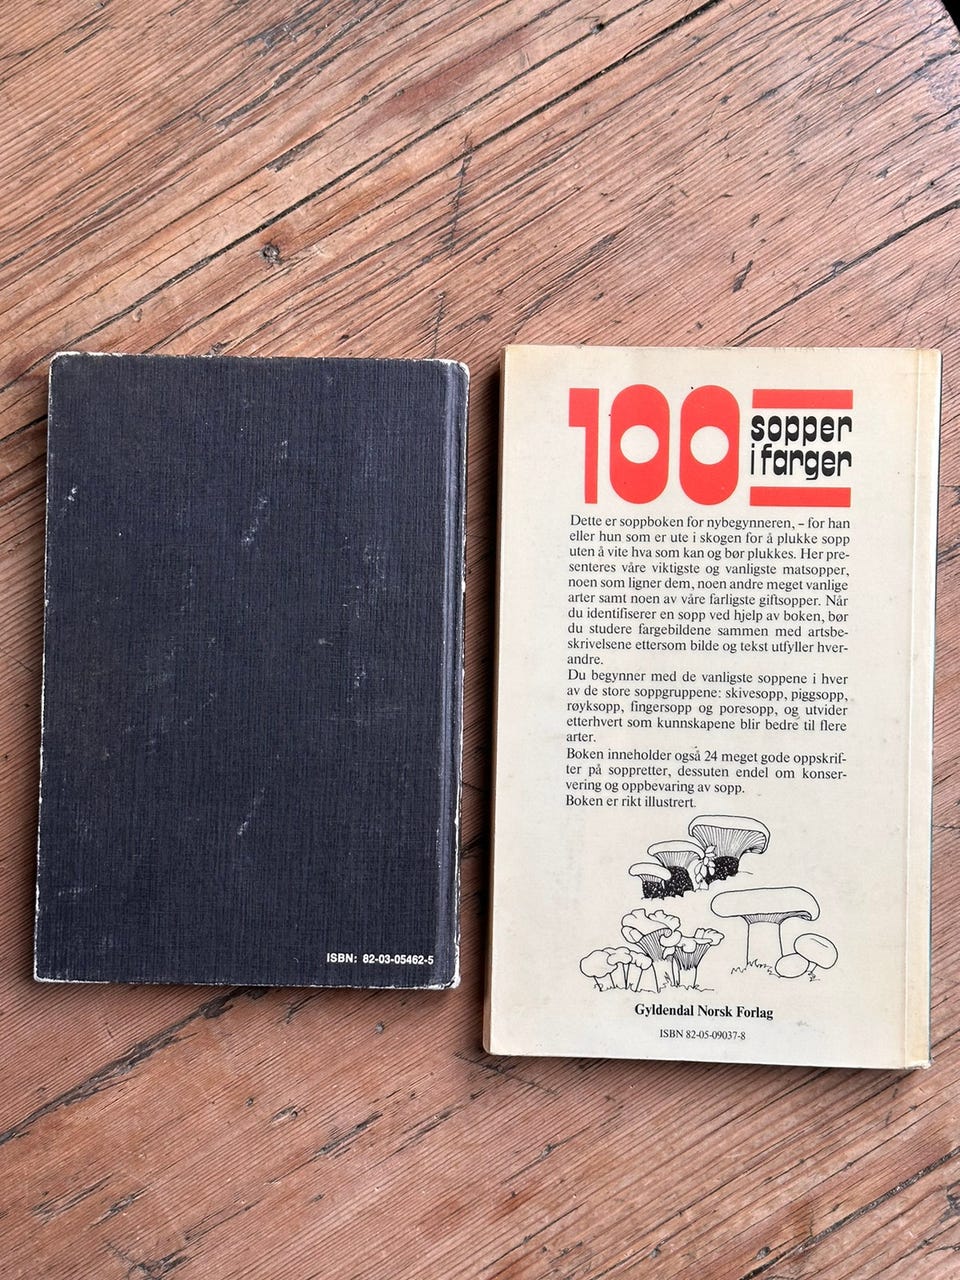 ISBN: 82-03-05462-5
100 sopper
i farger
Dette er soppboken for nybegynneren, – for han
eller hun som er ute i skogen for å plukke sopp
uten å vite hva som kan og bør plukkes. Her pre-
senteres våre viktigste og vanligste matsopper,
noen som ligner dem, noen andre meget vanlige
arter samt noen av våre farligste giftsopper. Når
du identifiserer en sopp ved hjelp av boken, bør
du studere fargebildene sammen med artsbe-
skrivelsene ettersom bilde og tekst utfyller hver-
andre.
Du begynner med de vanligste soppene i hver
av de store soppgruppene: skivesopp, piggsopp,
røyksopp, fingersopp og poresopp, og utvider
etterhvert som kunnskapene blir bedre til flere
arter.
Boken inneholder også 24 meget gode oppskrif-
ter på soppretter, dessuten endel om konser-
vering og oppbevaring av sopp.
Boken er rikt illustrert.
Gyldendal Norsk Forlag
ISBN 82-05-09037-8